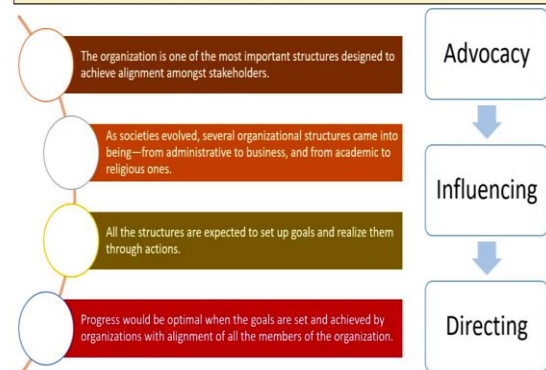 The organization is one of the most important structures designed to
achieve alignment amongst stakeholders.
As societies evolved, several organizational structures came into
being—from administrative to business, and from academic to
religious ones.
All the structures are expected to set up goals and realize them
through actions.
Progress would be optimal when the goals are set and achieved by
organizations with alignment of all the members of the organization.
Advocacy
Influencing
Directing